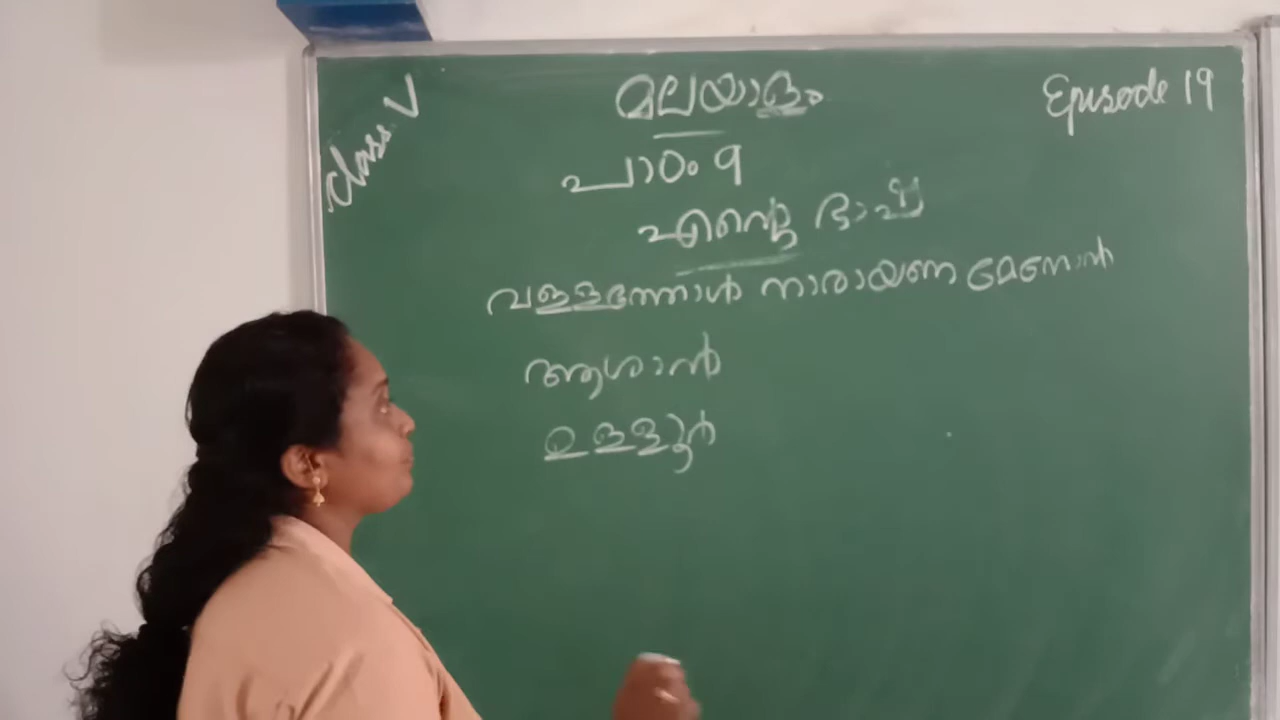 Class V
മലയാളം
Episode 19
പാഠം 9
എന്റെ ഭാഷ
വള്ളത്തോൾ നാരായണ മേനോൻ
ആശാൻ
ഉള്ളൂർ